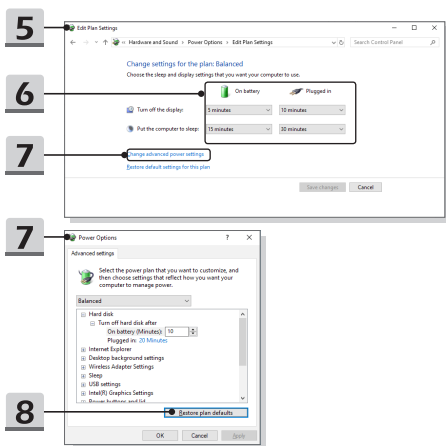 5
Edit Plan Settings
« Hardware and Sound › Power Options › Edit Plan Settings
Search Control Panel
Change settings for the plan: Balanced
Choose the sleep and display settings that you want your computer to use.
6
On battery
Plugged in
Turn off the display:
5 minutes
10 minutes
Put the computer to sleep:
15 minutes
30 minutes
7
Change advanced power settings
Restore default settings for this plan
Save changes
Cancel
7
Power Options
?
Advanced settings
Select the power plan that you want to customize, and
then choose settings that reflect how you want your
computer to manage power.
Balanced
Hard disk
Turn off hard disk after
On battery (Minutes): 10
Plugged in: 20 Minutes
Internet Explorer
Desktop background settings
Wireless Adapter Settings
Sleep
USB settings
Intel(R) Graphics Settings
Power buttons and lid
8
Restore plan defaults
OK
Cancel
Apply